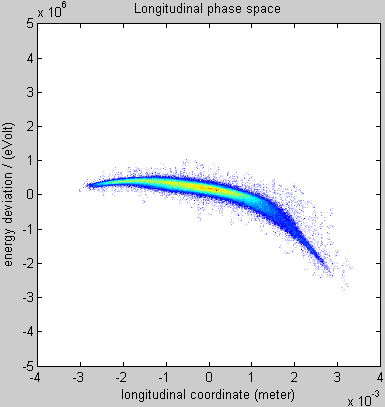 Longitudinal phase space
x 10^6
5
4
3
2
1
0
-1
-2
-3
-4
-5
energy deviation / (eVolt)
-4 -3 -2 -1 0 1 2 3 4
longitudinal coordinate (meter)
x 10^-3